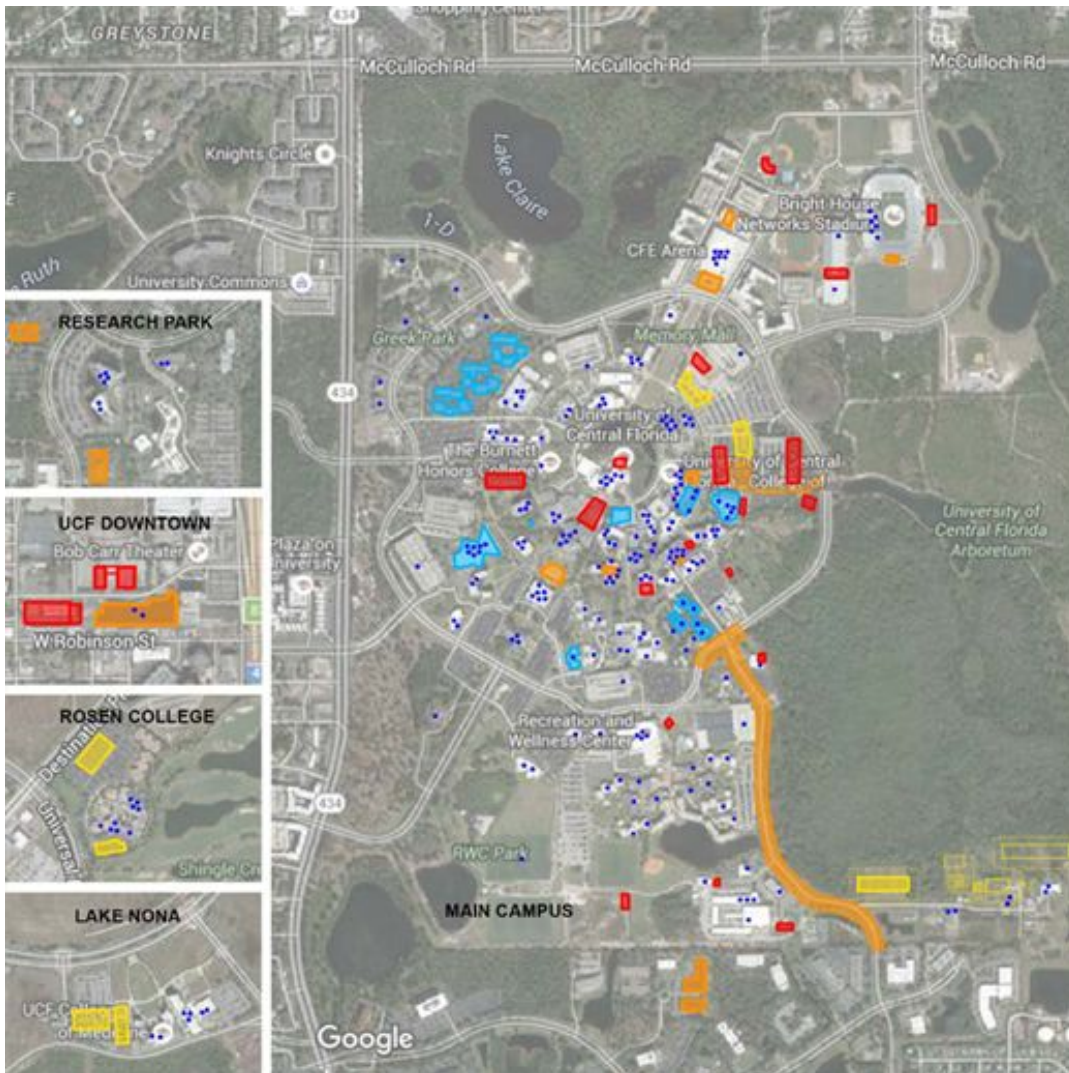 GREYSTONE
434
Shopping Center
McCulloch Rd
McCulloch Rd
McCulloch Rd
Knights Circle
Lake Claire
1-D
Bright House
Networks Stadium
CFE Arena
Ruth
University Commons
RESEARCH PARK
Greek Park
Memory Mall
434
University of
Central Florida
The Burnett
Honors College
University of Central
College of
UCF DOWNTOWN
Bob Carr Theater
W Robinson St
Plaza on
University
University of
Central Florida
Arboretum
ROSEN COLLEGE
Destination
Universal
Shingle Cre
Recreation and
Wellness Center
434
RWC Park
LAKE NONA
MAIN CAMPUS
UCF College
of Medicine
Google